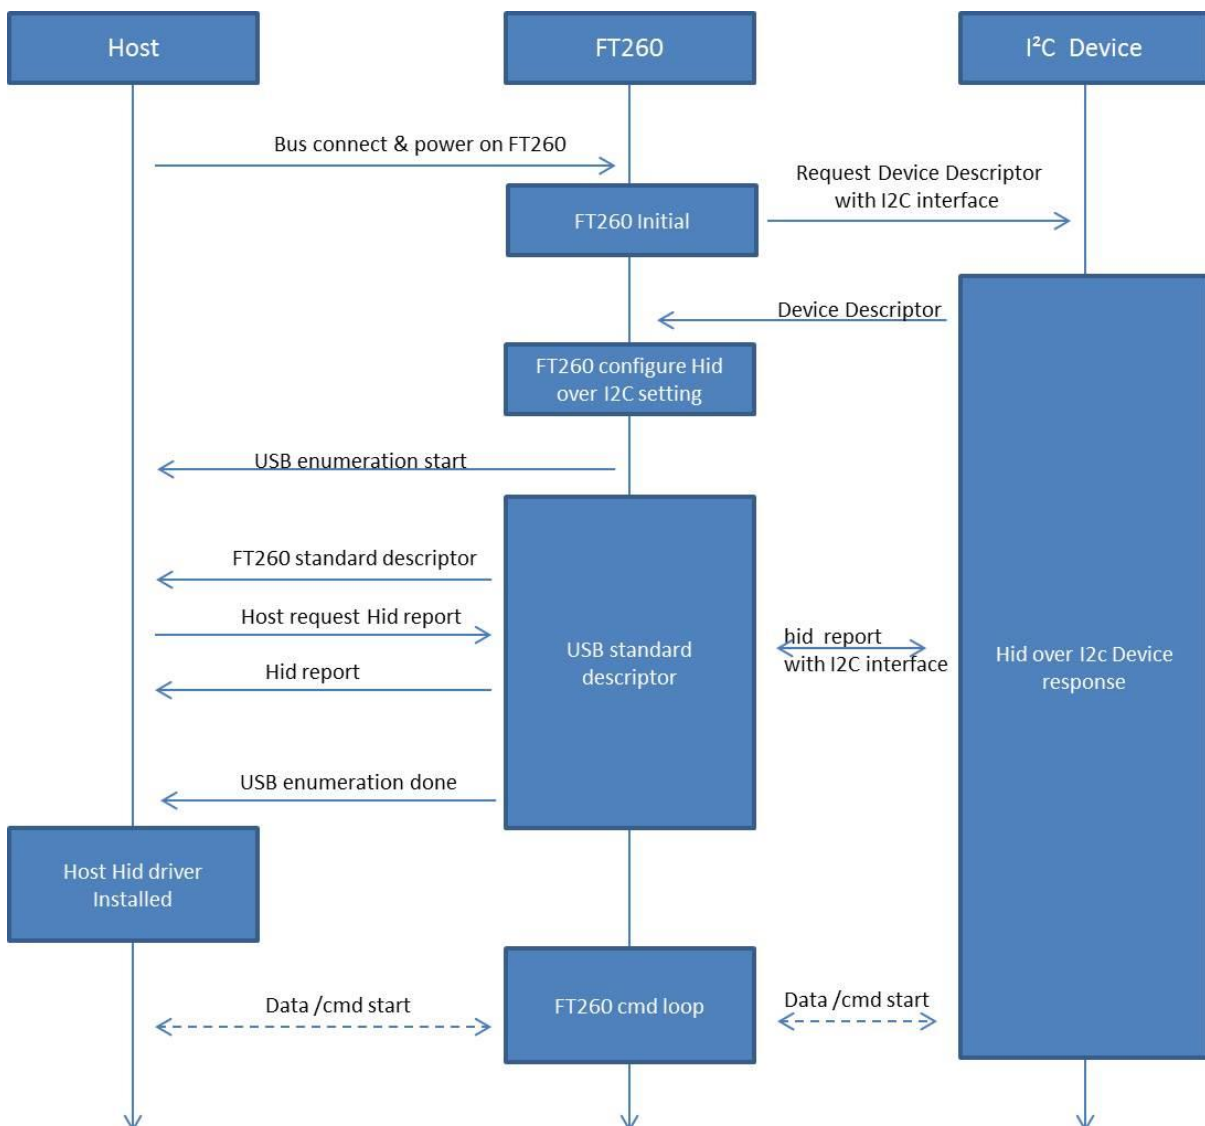 Host
FT260
I²C Device
Bus connect & power on FT260
Request Device Descriptor
with I2C interface
FT260 Initial
Device Descriptor
FT260 configure Hid
over I2C setting
USB enumeration start
FT260 standard descriptor
Host request Hid report
Hid report
USB standard
descriptor
hid report
with I2C interface
Hid over I2c Device
response
USB enumeration done
Host Hid driver
Installed
Data /cmd start
FT260 cmd loop
Data /cmd start